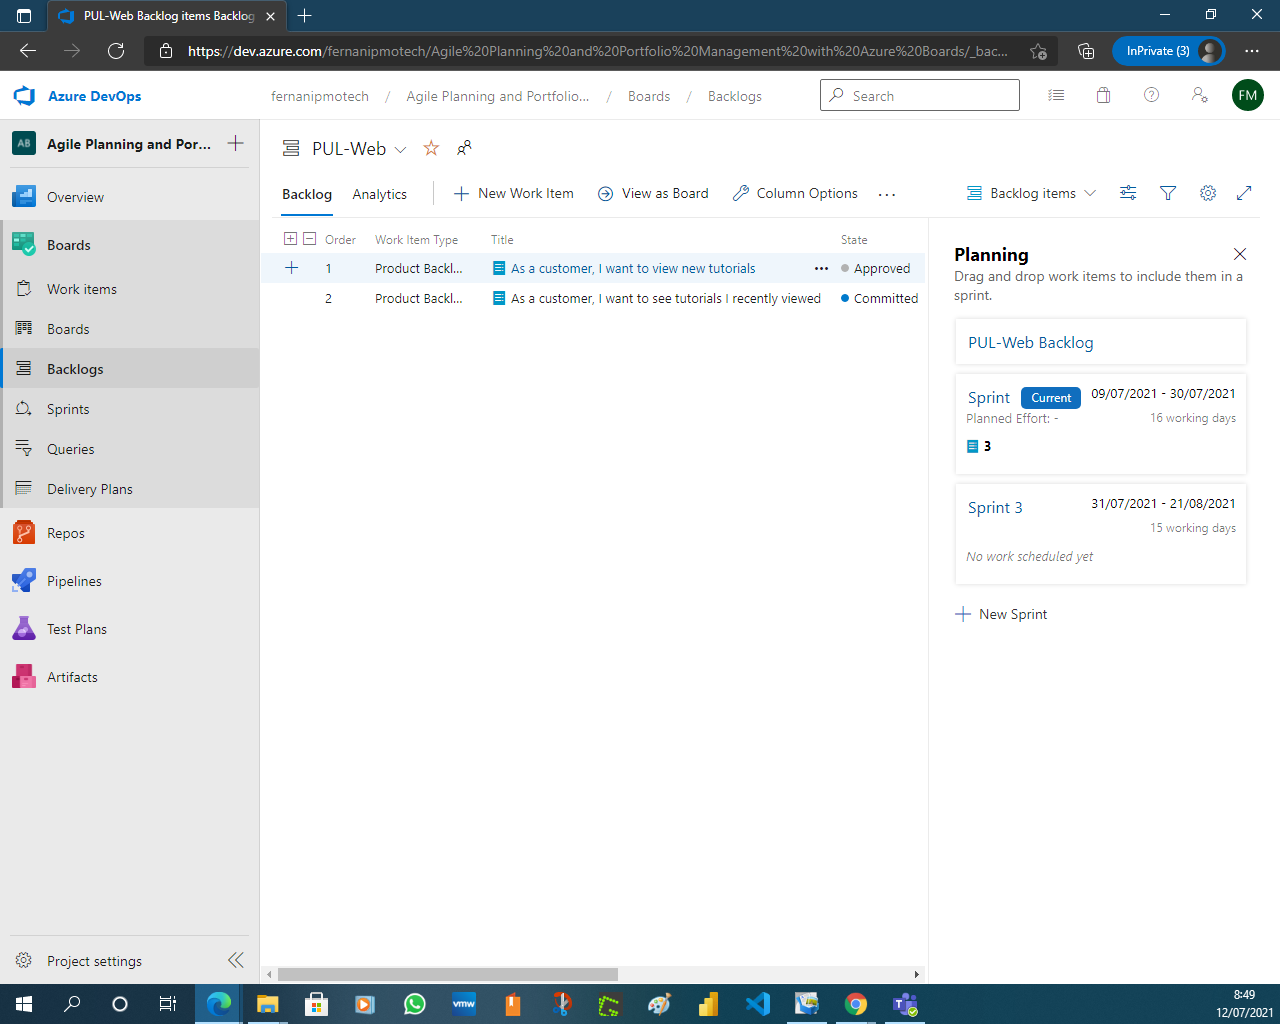 PUL-Web Backlog items Backlog
https://dev.azure.com/fernanipmotech/Agile%20Planning%20and%20Portfolio%20Management%20with%20Azure%20Boards/_bac...
InPrivate (3)
Azure DevOps
fernanipmotech / Agile Planning and Portfolio... / Boards / Backlogs
Search
FM
AB
Agile Planning and Por...
Overview
Boards
Work items
Boards
Backlogs
Sprints
Queries
Delivery Plans
Repos
Pipelines
Test Plans
Artifacts
Project settings
PUL-Web
Backlog
Analytics
New Work Item
View as Board
Column Options
Backlog items
Order Work Item Type Title State
1 Product Backl... As a customer, I want to view new tutorials Approved
2 Product Backl... As a customer, I want to see tutorials I recently viewed Committed
Planning
Drag and drop work items to include them in a
sprint.
PUL-Web Backlog
Sprint Current 09/07/2021 - 30/07/2021
Planned Effort: - 16 working days
3
Sprint 3 31/07/2021 - 21/08/2021
15 working days
No work scheduled yet
New Sprint
vmw
8:49
12/07/2021